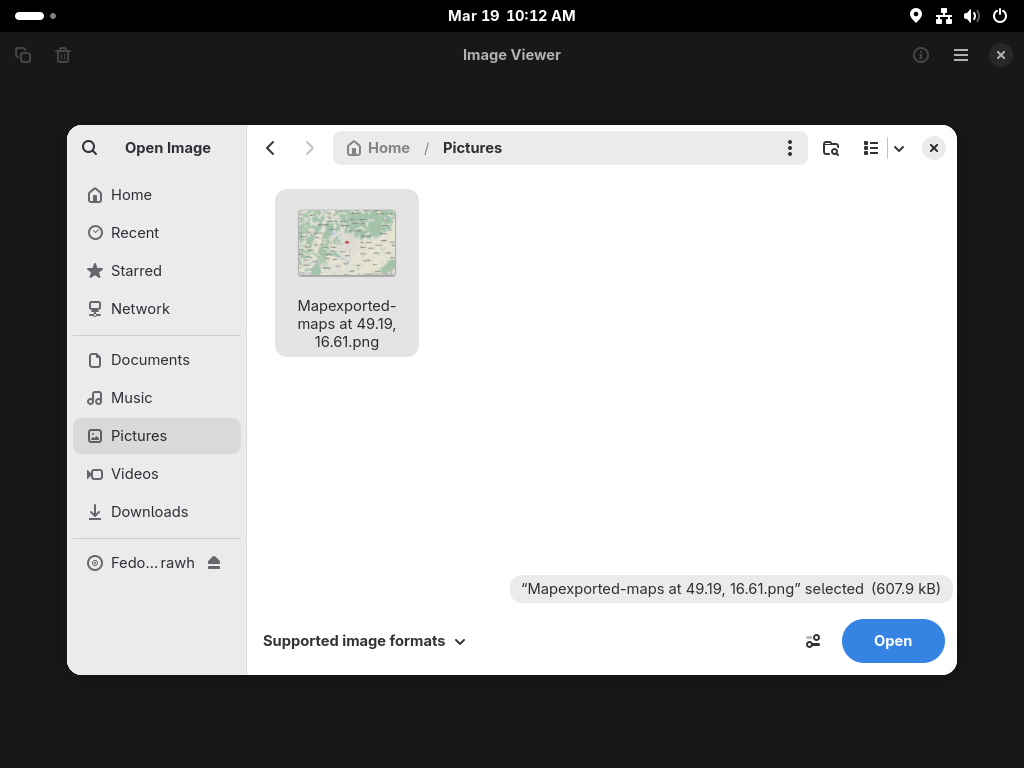 Mar 19 10:12 AM
Image Viewer
Open Image
Home / Pictures
Home
Recent
Starred
Network
Documents
Music
Pictures
Videos
Downloads
Fedo…rawh
Mapexported-
maps at 49.19,
16.61.png
“Mapexported-maps at 49.19, 16.61.png” selected (607.9 kB)
Supported image formats
Open